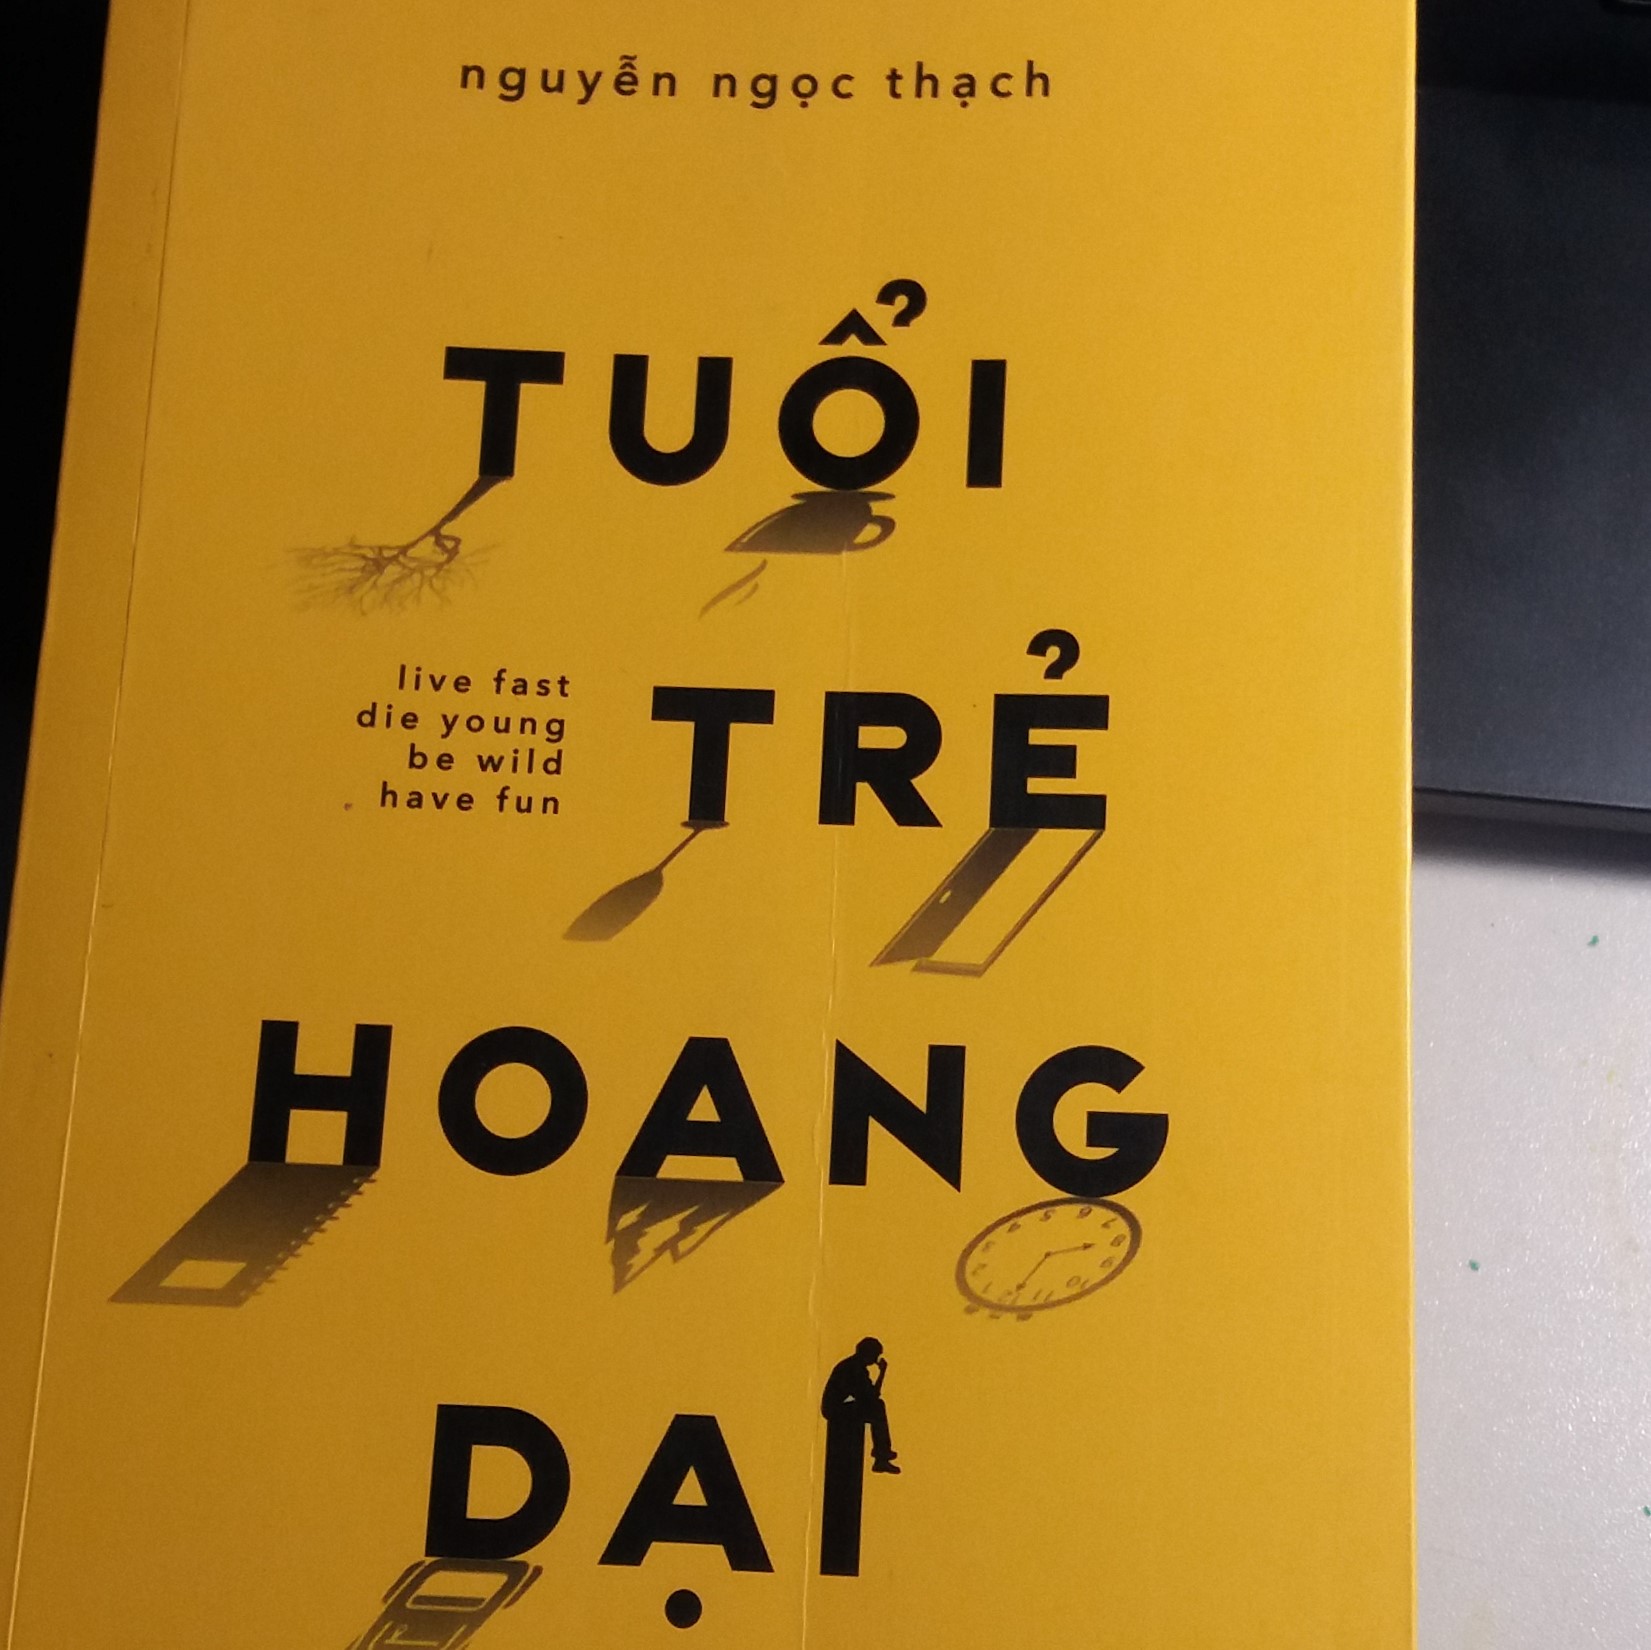 nguyễn ngọc thạch
TUỔI
live fast
die young
be wild
have fun
TRẺ
HOANG
DẠI